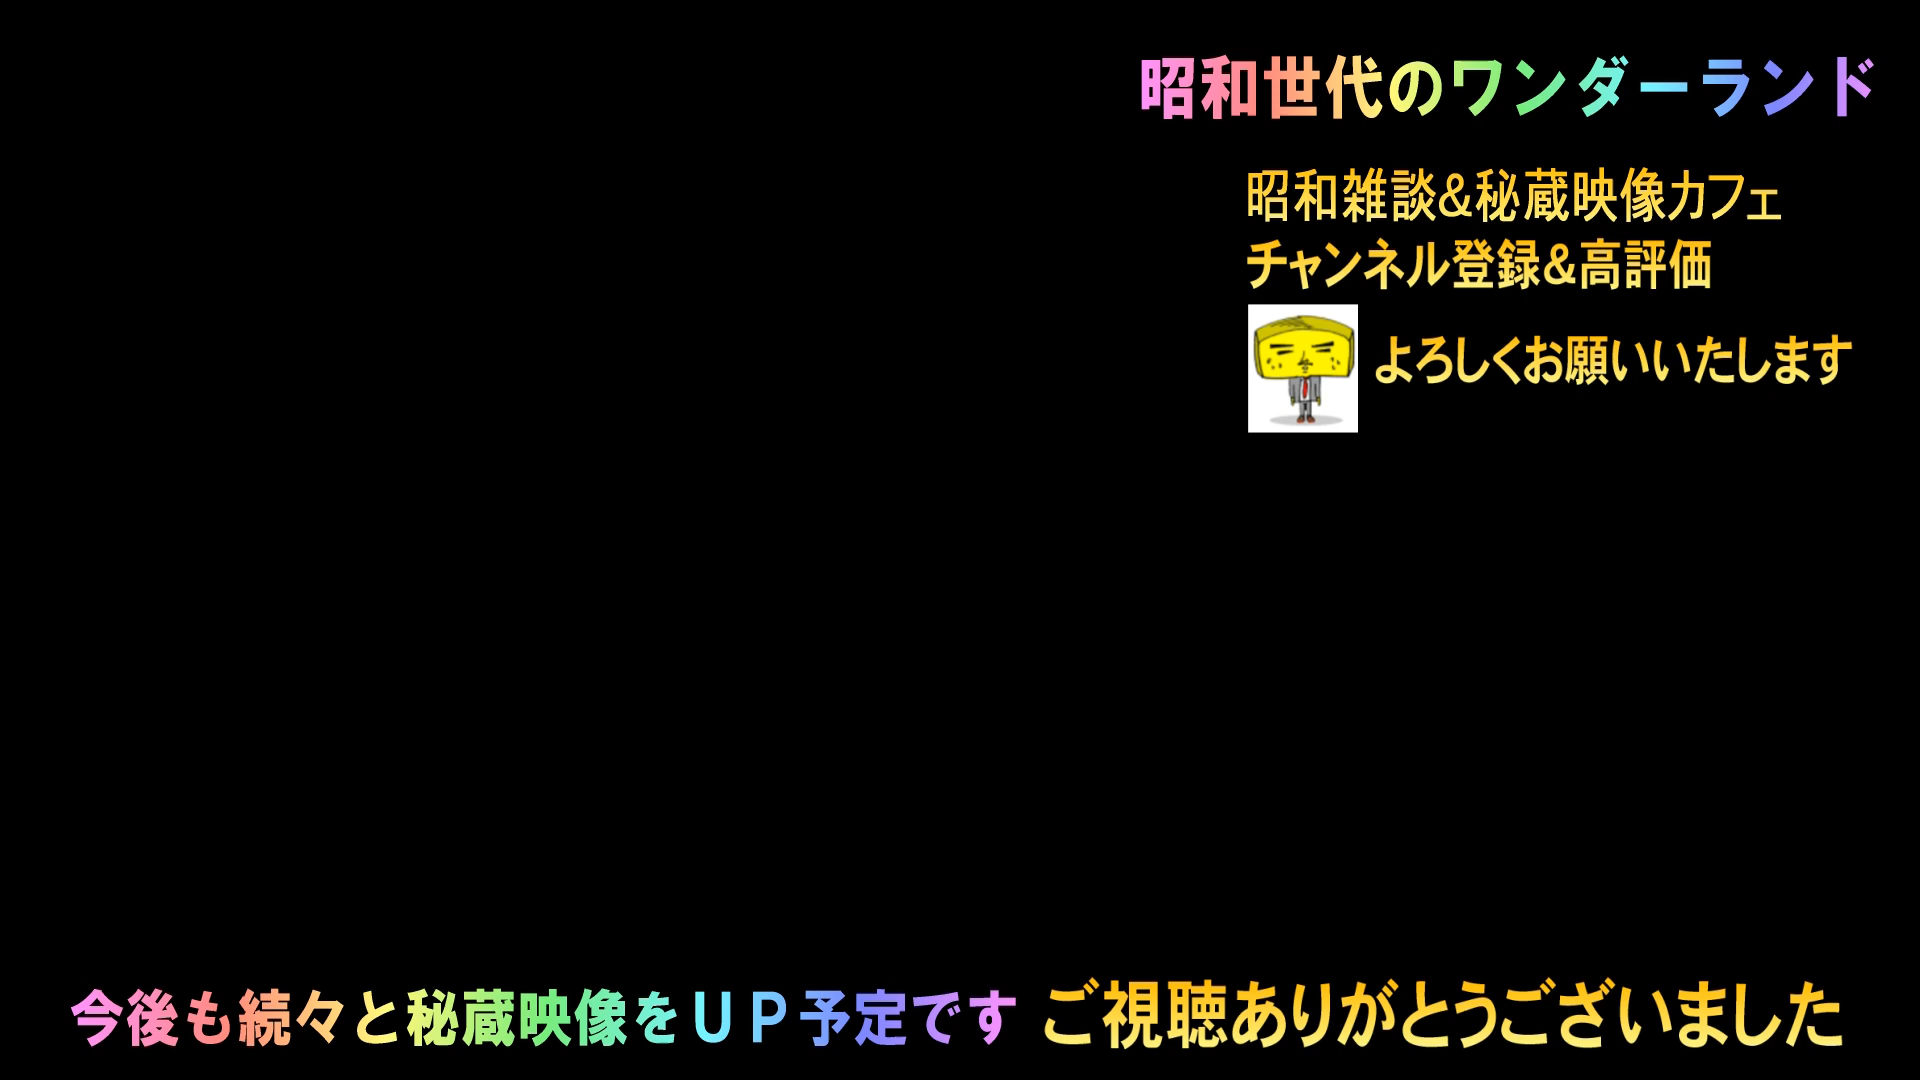 昭和世代のワンダーランド
昭和雑談&秘蔵映像カフェ
チャンネル登録&高評価
よろしくお願いいたします
今後も続々と秘蔵映像をＵＰ予定です ご視聴ありがとうございました